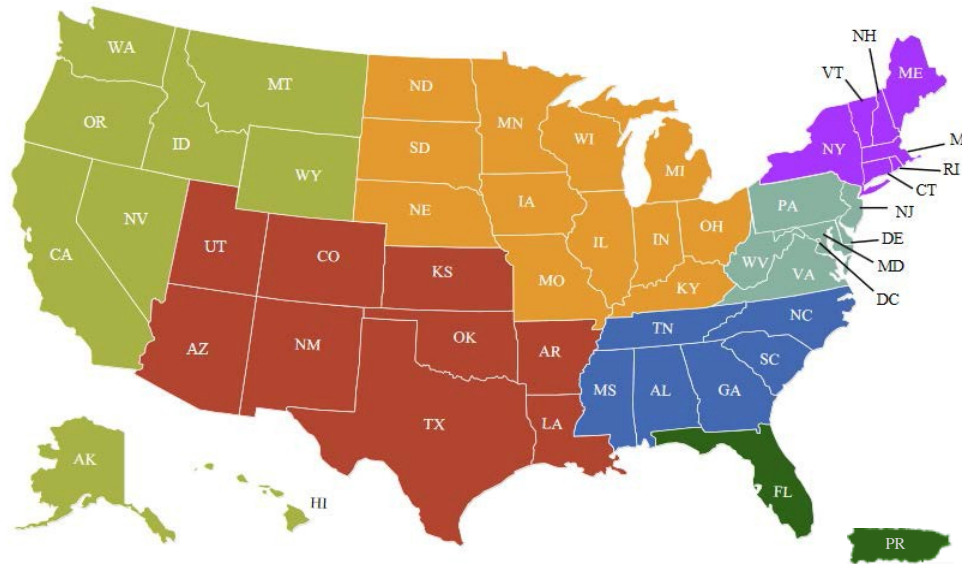 NH
WA
VT
ME
MT
ND
OR
MN
ID
SD
WI
NY
M
MI
RI
WY
CT
PA
NJ
NE
IA
NV
OH
DE
IL
IN
UT
WV
MD
CA
CO
VA
KS
MO
KY
DC
NC
TN
OK
AZ
NM
AR
SC
MS
AL
GA
TX
LA
AK
FL
HI
PR